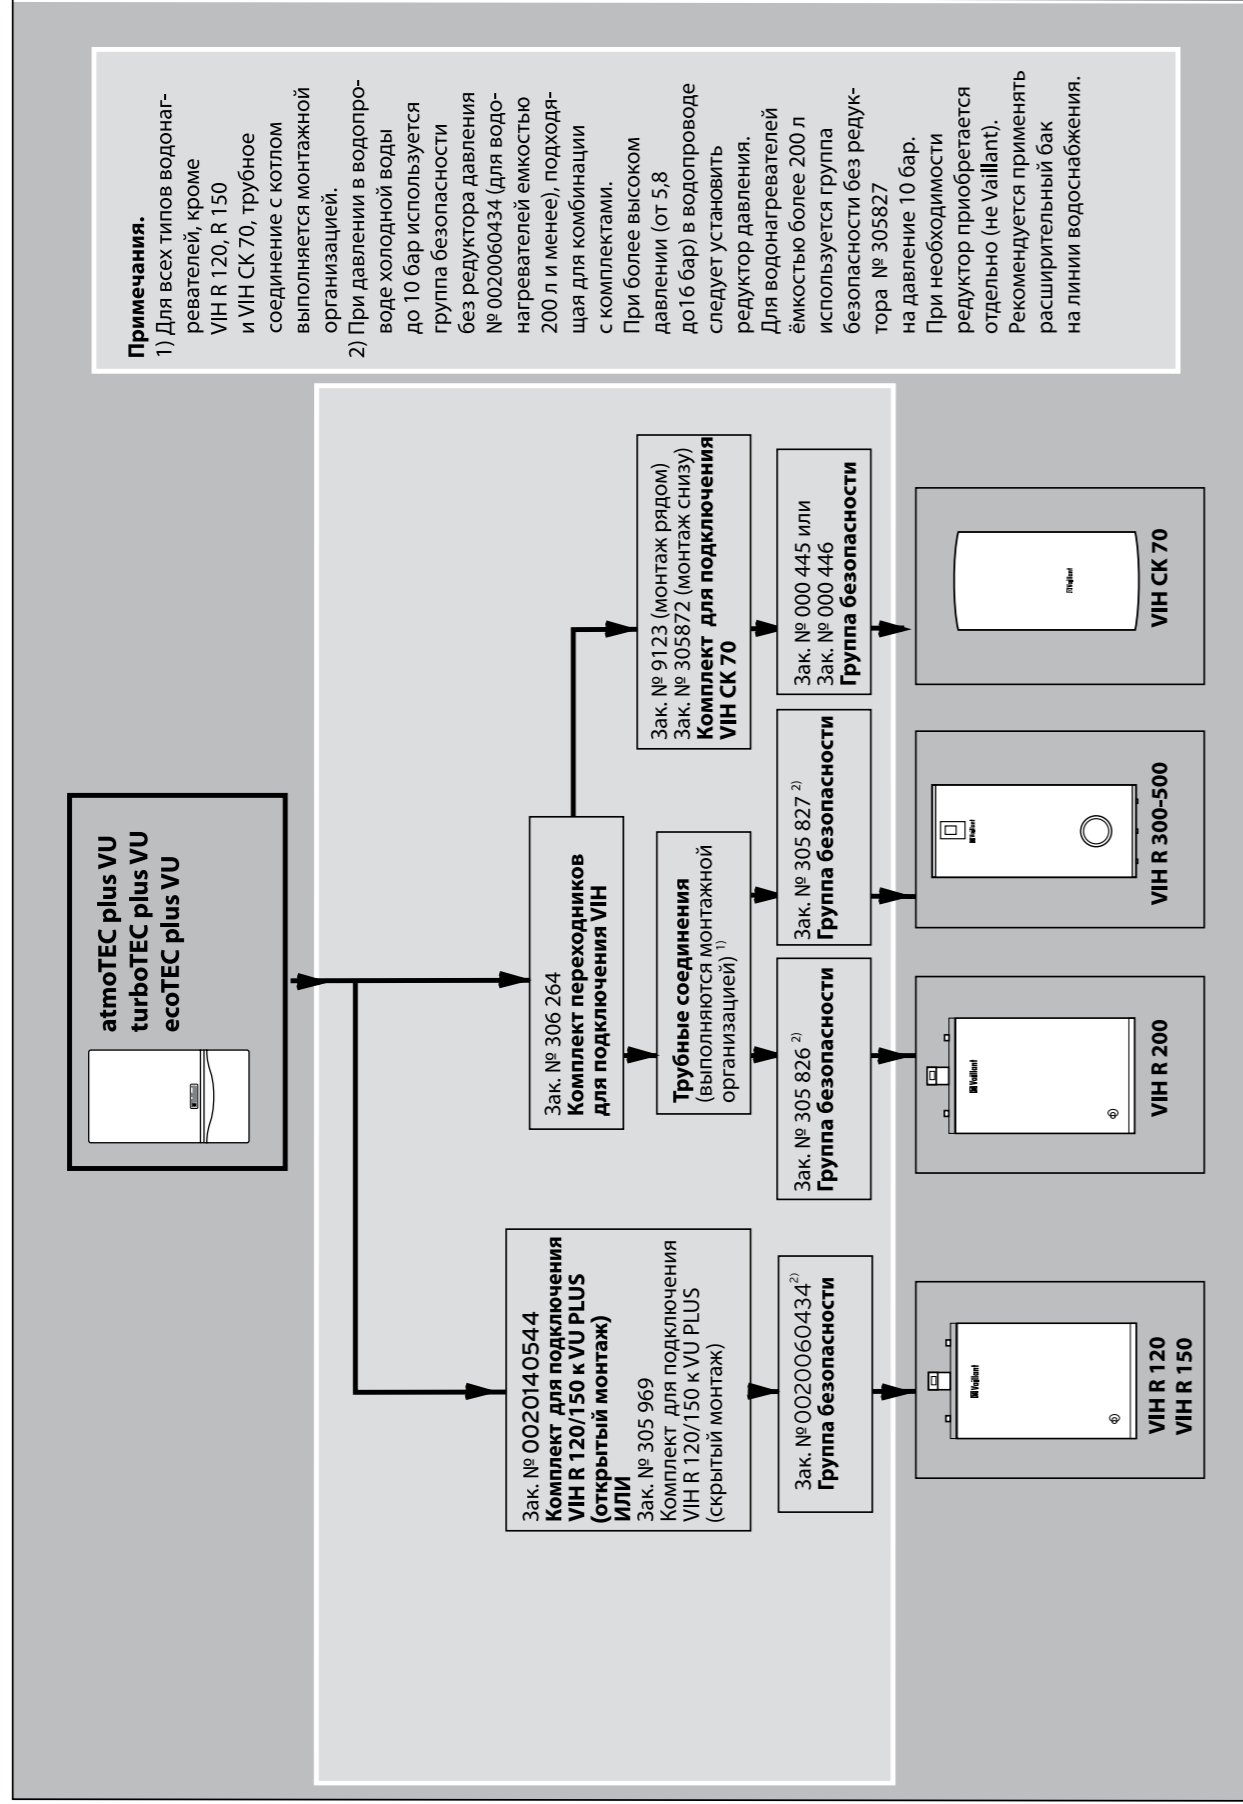 atmoTEC plus VU
turboTEC plus VU
ecoTEC plus VU
Зак. № 0020140544
Комплект для подключения
VIH R 120/150 к VU PLUS
(открытый монтаж)
ИЛИ
Зак. № 305 969
Комплект для подключения
VIH R 120/150 к VU PLUS
(скрытый монтаж)
Зак. № 0020060434 2)
Группа безопасности
Vaillant
VIH R 120
VIH R 150
Зак. № 306 264
Комплект переходников
для подключения VIH
Трубные соединения
(выполняются монтажной
организацией) 1)
Зак. № 305 826 2)
Группа безопасности
Vaillant
VIH R 200
Зак. № 305 827 2)
Группа безопасности
Vaillant
VIH R 300-500
Зак. № 9123 (монтаж рядом)
Зак. № 305872 (монтаж снизу)
Комплект для подключения
VIH CK 70
Зак. № 000 445 или
Зак. № 000 446
Группа безопасности
Vaillant
VIH CK 70
Примечания.
1) Для всех типов водонаг-
ревателей, кроме
VIH R 120, R 150
и VIH CK 70, трубное
соединение с котлом
выполняется монтажной
организацией.
2) При давлении в водопро-
воде холодной воды
до 10 бар используется
группа безопасности
без редуктора давления
№ 0020060434 (для водо-
нагревателей емкостью
200 л и менее), подходя-
щая для комбинации
с комплектами.
При более высоком
давлении (от 5,8
до16 бар) в водопроводе
следует установить
редуктор давления.
Для водонагревателей
ёмкостью более 200 л
используется группа
безопасности без редук-
тора № 305827
на давление 10 бар.
При необходимости
редуктор приобретается
отдельно (не Vaillant).
Рекомендуется применять
расширительный бак
на линии водоснабжения.